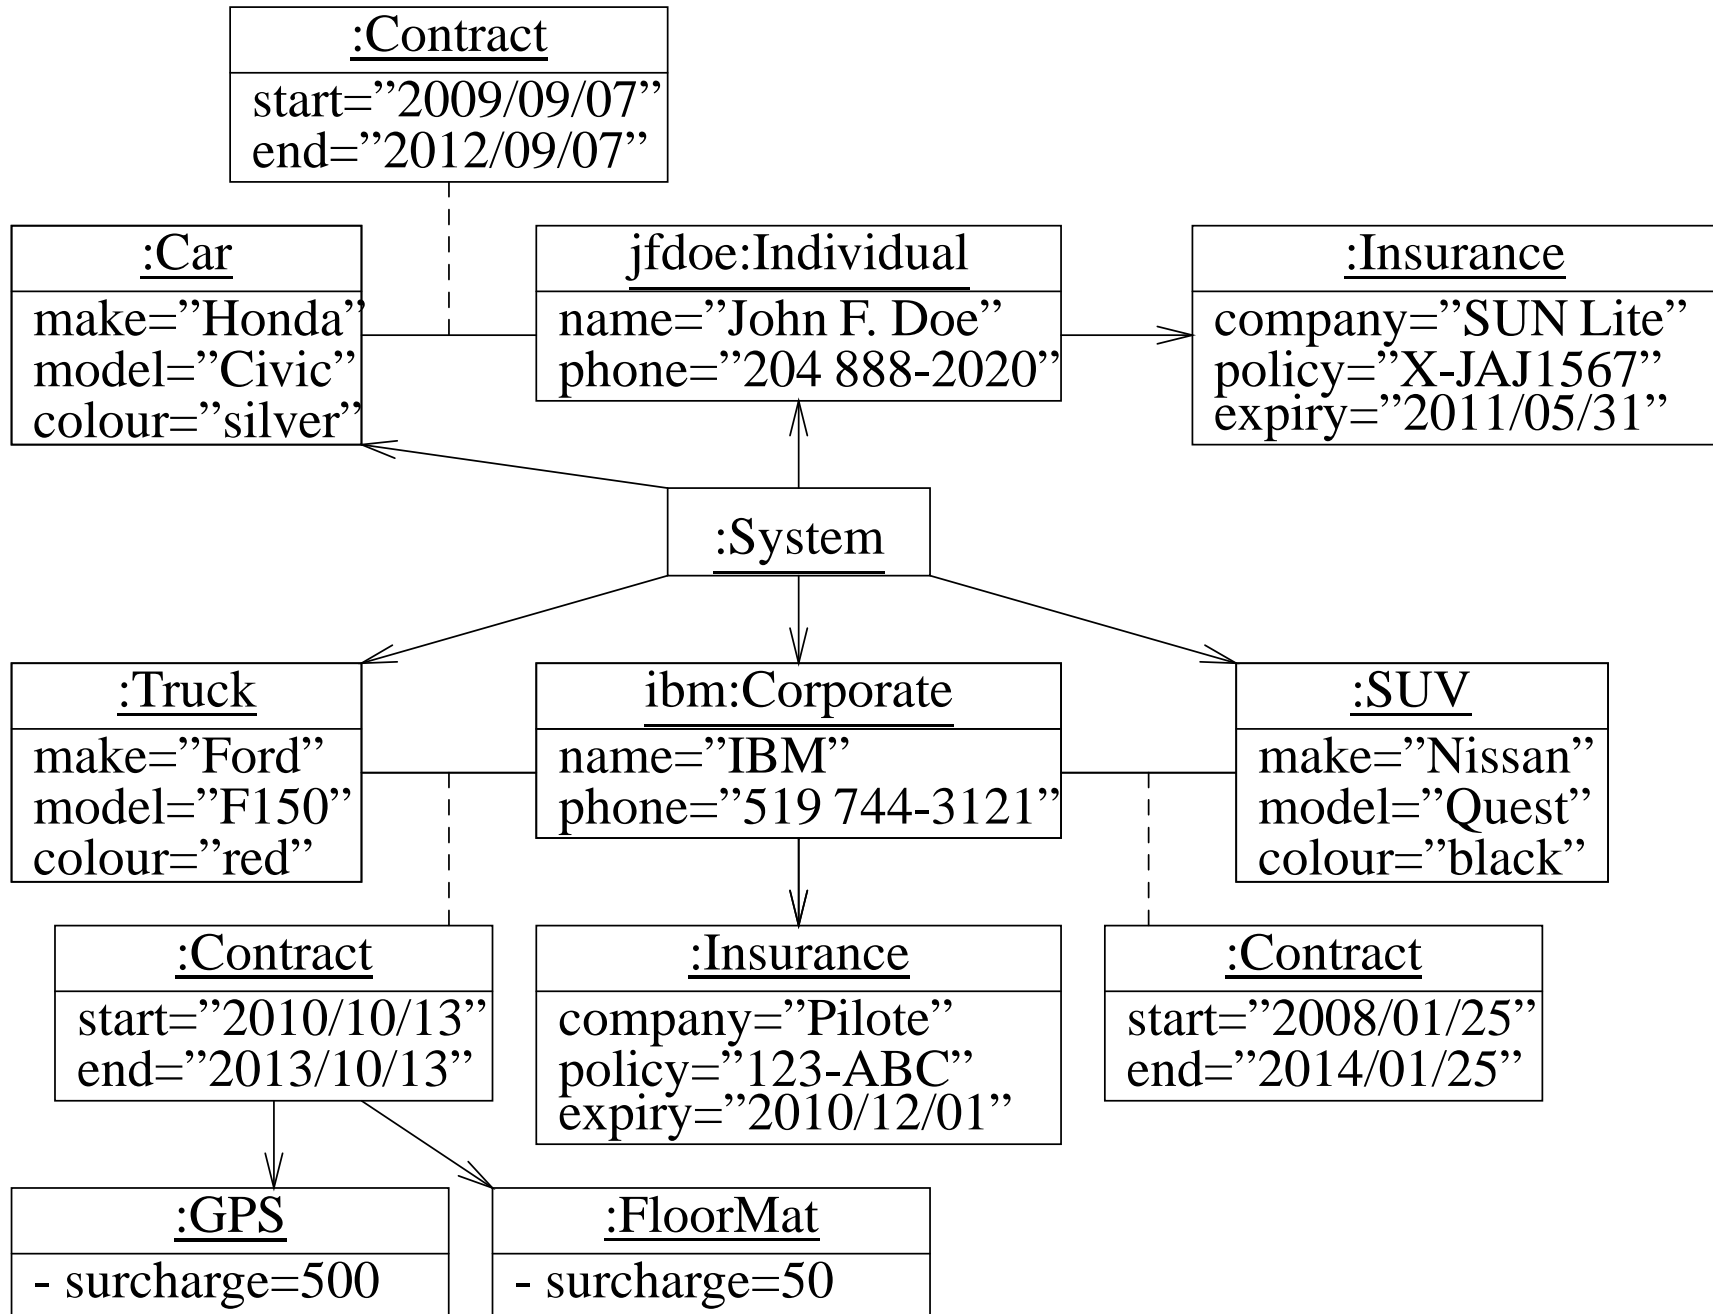 :Contract
start=”2009/09/07”
end=”2012/09/07”
:Car
make=”Honda”
model=”Civic”
colour=”silver”
jfdoe:Individual
name=”John F. Doe”
phone=”204 888-2020”
:Insurance
company=”SUN Lite”
policy=”X-JAJ1567”
expiry=”2011/05/31”
:System
:Truck
make=”Ford”
model=”F150”
colour=”red”
ibm:Corporate
name=”IBM”
phone=”519 744-3121”
:SUV
make=”Nissan”
model=”Quest”
colour=”black”
:Contract
start=”2010/10/13”
end=”2013/10/13”
:Insurance
company=”Pilote”
policy=”123-ABC”
expiry=”2010/12/01”
:Contract
start=”2008/01/25”
end=”2014/01/25”
:GPS
- surcharge=500
:FloorMat
- surcharge=50